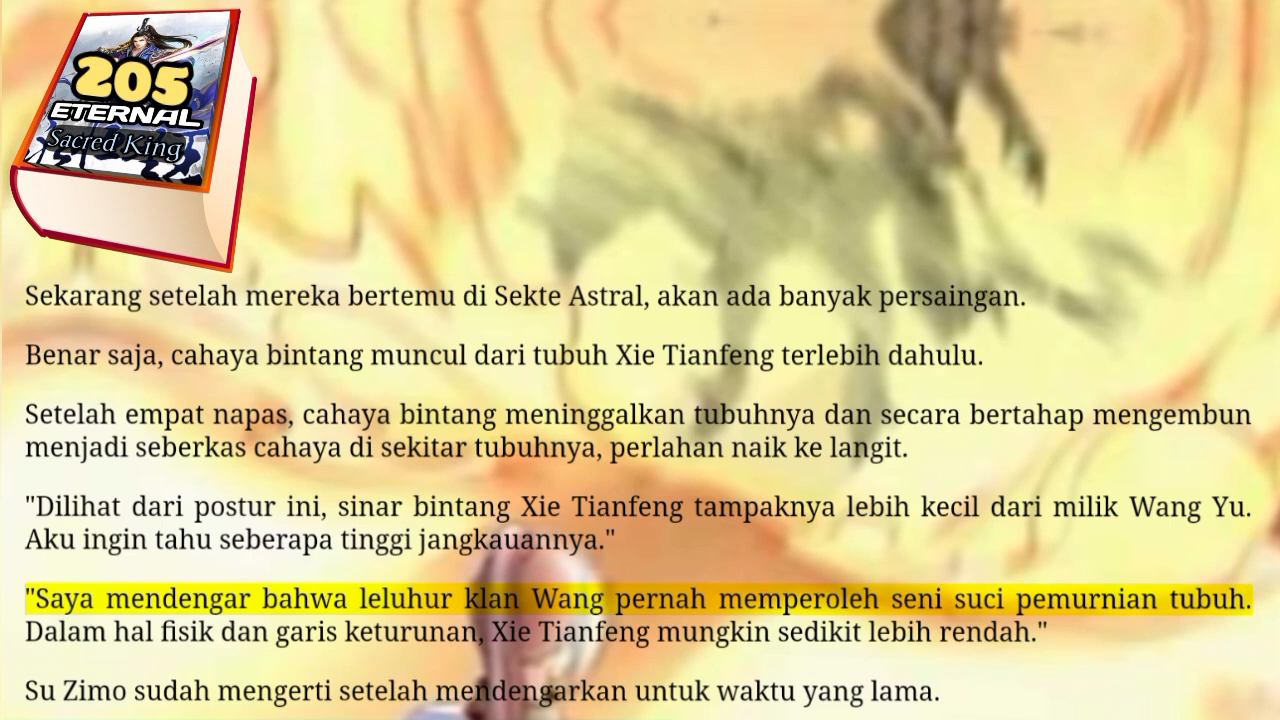 205
ETERNAL
Sacred King
Sekarang setelah mereka bertemu di Sekte Astral, akan ada banyak persaingan.
Benar saja, cahaya bintang muncul dari tubuh Xie Tianfeng terlebih dahulu.
Setelah empat napas, cahaya bintang meninggalkan tubuhnya dan secara bertahap mengembun
menjadi seberkas cahaya di sekitar tubuhnya, perlahan naik ke langit.
"Dilihat dari postur ini, sinar bintang Xie Tianfeng tampaknya lebih kecil dari milik Wang Yu.
Aku ingin tahu seberapa tinggi jangkauannya."
"Saya mendengar bahwa leluhur klan Wang pernah memperoleh seni suci pemurnian tubuh.
Dalam hal fisik dan garis keturunan, Xie Tianfeng mungkin sedikit lebih rendah."
Su Zimo sudah mengerti setelah mendengarkan untuk waktu yang lama.